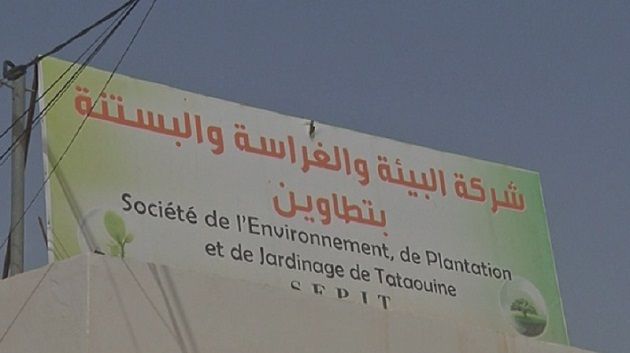 شركة البيئة والغراسة والبستنة
بتطاوين
Société de l'Environnement, de Plantation
et de Jardinage de Tataouine